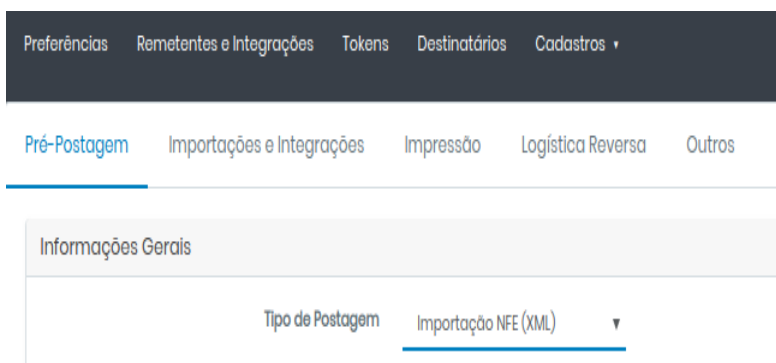 Preferências Remetentes e Integrações Tokens Destinatários Cadastros
Pré-Postagem Importações e Integrações Impressão Logística Reversa Outros
Informações Gerais
Tipo de Postagem Importação NFE (XML)